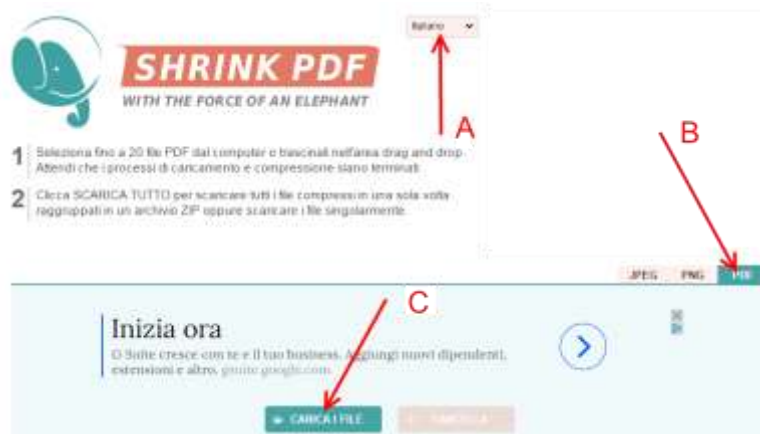 Italiano
A
SHRINK PDF
WITH THE FORCE OF AN ELEPHANT
B
1 Seleziona fino a 20 file PDF dal computer o trascinali nell'area drag and drop.
Attendi che i processi di caricamento e compressione siano terminati.
2 Clicca SCARICA TUTTO per scaricare tutti i file compressi in una sola volta
raggruppati in un archivio ZIP oppure scaricare i file singolarmente.
JPEG PNG PDF
C
Inizia ora
G Suite cresce con te e il tuo business. Aggiungi nuovi dipendenti,
estensioni e altro. gsuite.google.com
CARICA I FILE